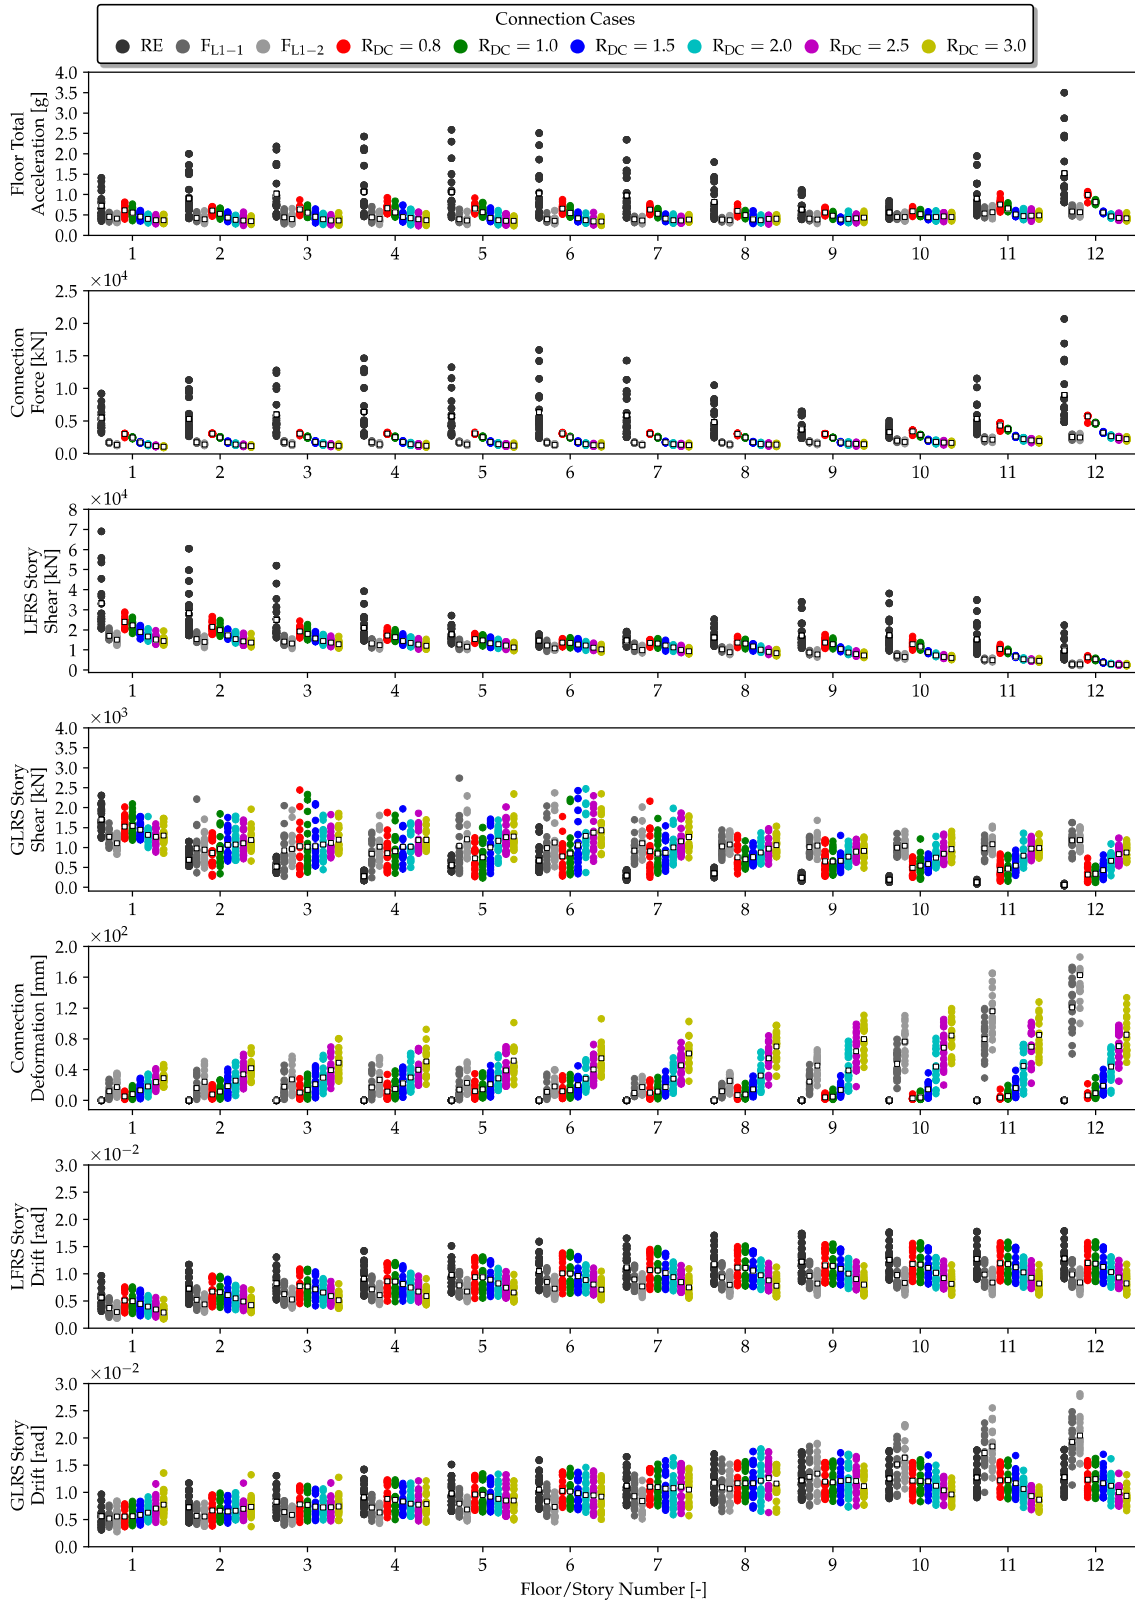 Connection Cases
RE F_L1−1 F_L1−2 R_DC = 0.8 R_DC = 1.0 R_DC = 1.5 R_DC = 2.0 R_DC = 2.5 R_DC = 3.0
Floor Total
Acceleration [g]
4.0
3.5
3.0
2.5
2.0
1.5
1.0
0.5
0.0
1 2 3 4 5 6 7 8 9 10 11 12
×10⁴
Connection
Force [kN]
2.5
2.0
1.5
1.0
0.5
0.0
1 2 3 4 5 6 7 8 9 10 11 12
×10⁴
LFRS Story
Shear [kN]
8
7
6
5
4
3
2
1
0
1 2 3 4 5 6 7 8 9 10 11 12
×10³
GLRS Story
Shear [kN]
4.0
3.5
3.0
2.5
2.0
1.5
1.0
0.5
0.0
1 2 3 4 5 6 7 8 9 10 11 12
×10²
Connection
Deformation [mm]
2.0
1.6
1.2
0.8
0.4
0.0
1 2 3 4 5 6 7 8 9 10 11 12
×10⁻²
LFRS Story
Drift [rad]
3.0
2.5
2.0
1.5
1.0
0.5
0.0
1 2 3 4 5 6 7 8 9 10 11 12
×10⁻²
GLRS Story
Drift [rad]
3.0
2.5
2.0
1.5
1.0
0.5
0.0
1 2 3 4 5 6 7 8 9 10 11 12
Floor/Story Number [-]